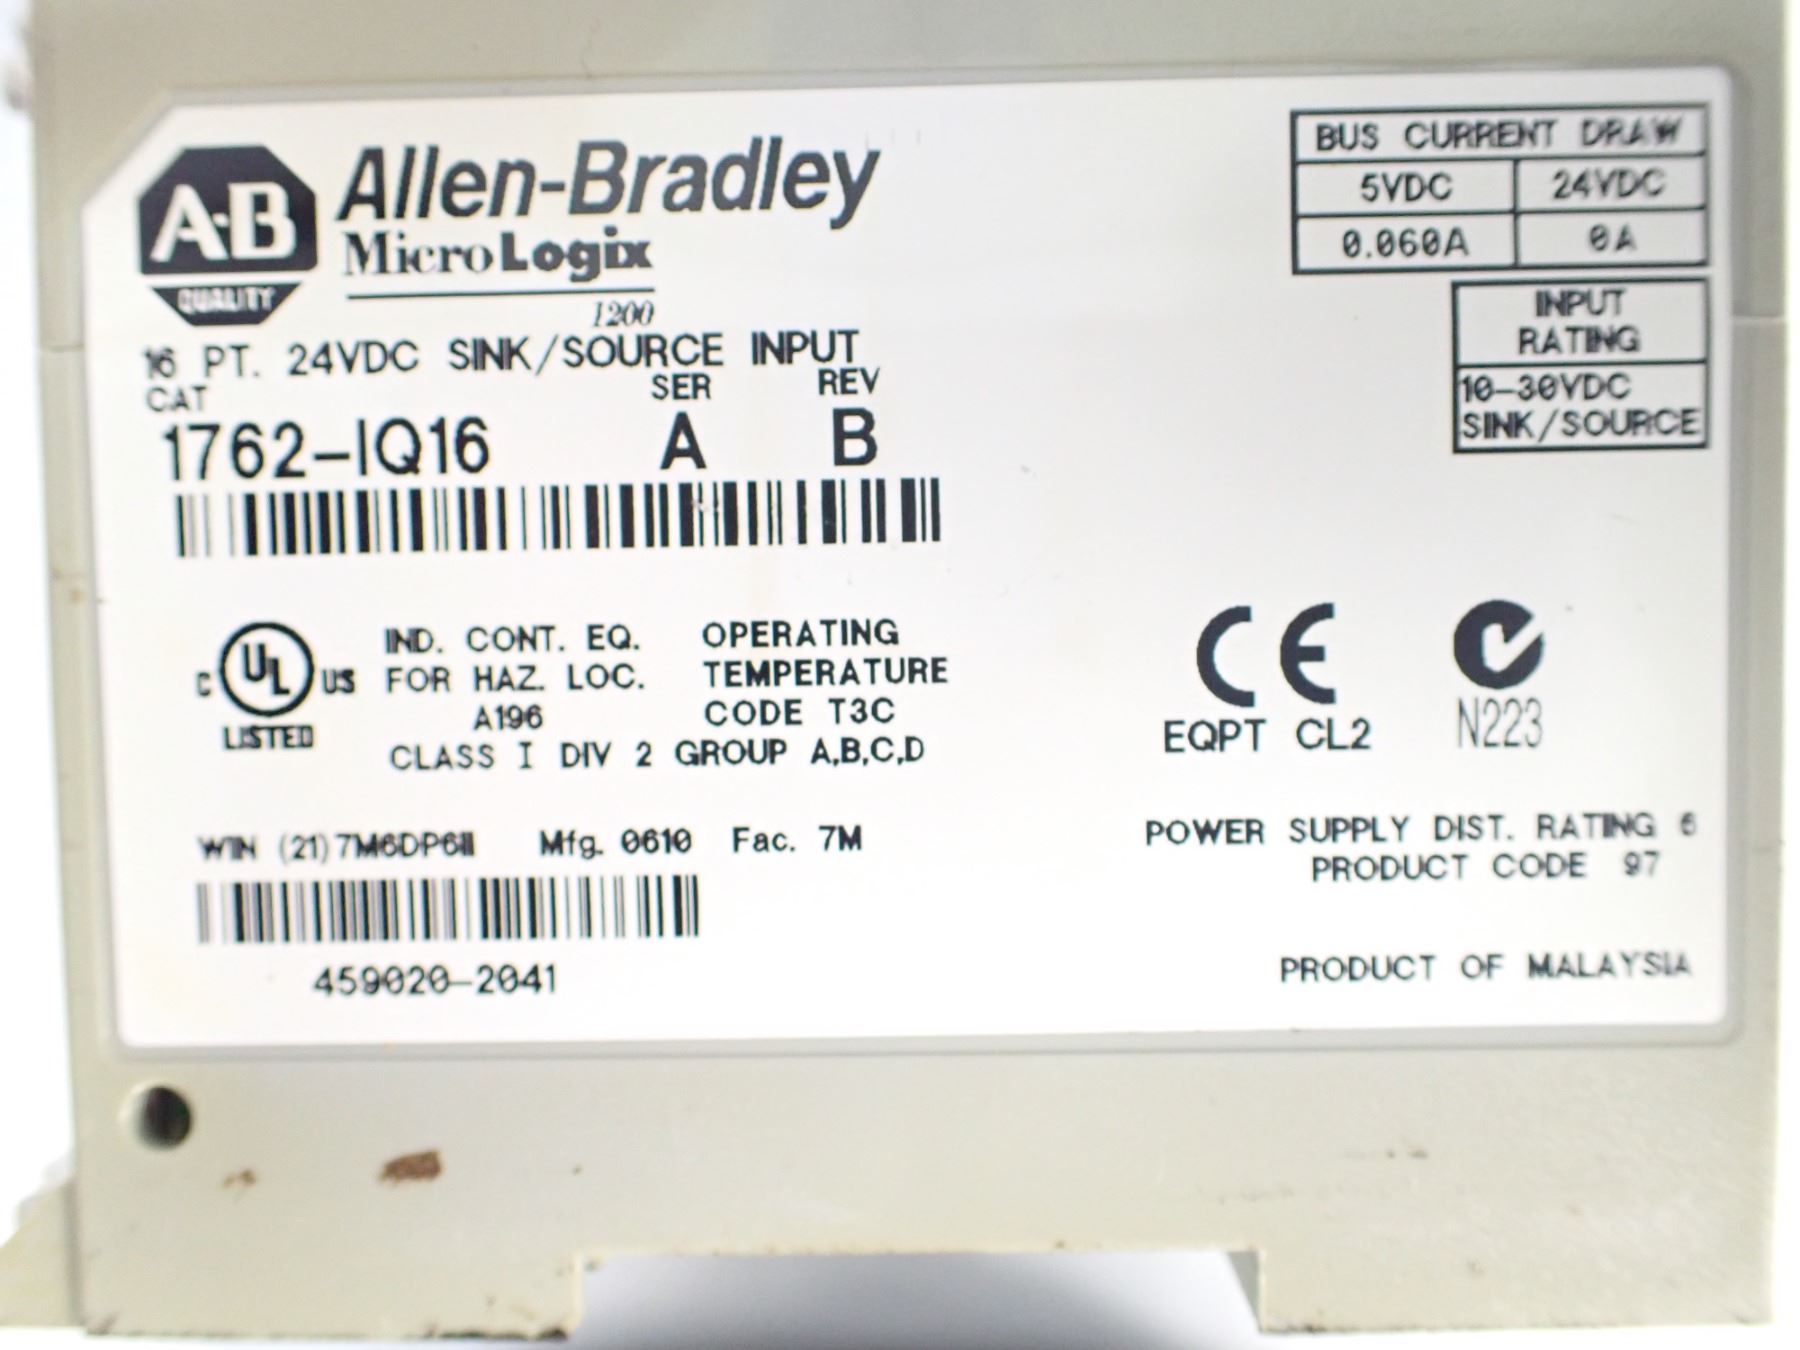 A-B
QUALITY
Allen-Bradley
MicroLogix
1200
16 PT. 24VDC SINK/SOURCE INPUT
CAT SER REV
1762-IQ16 A B
BUS CURRENT DRAW
5VDC 24VDC
0.060A 0A
INPUT
RATING
10-30VDC
SINK/SOURCE
C UL US
LISTED
IND. CONT. EQ.
FOR HAZ. LOC.
A196
OPERATING
TEMPERATURE
CODE T3C
CLASS I DIV 2 GROUP A,B,C,D
CE
EQPT CL2
N223
WIN Mfg. 0610 Fac. 7M
459020-2041
POWER SUPPLY DIST. RATING 6
PRODUCT CODE 97
PRODUCT OF MALAYSIA